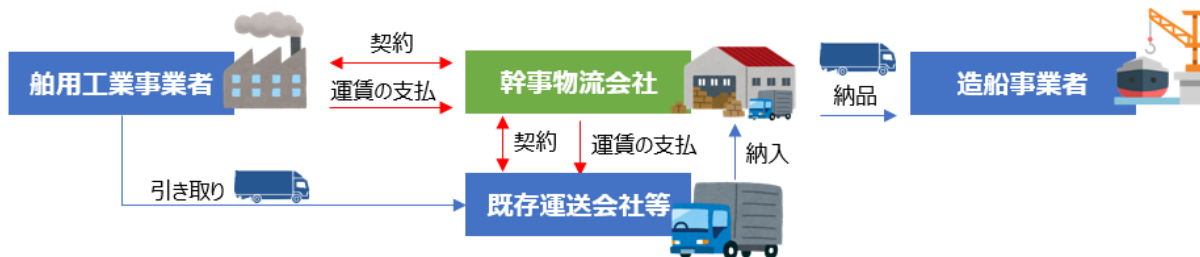 契約
舶用工業事業者
幹事物流会社
造船事業者
運賃の支払
納品
契約
運賃の支払
納入
引き取り
既存運送会社等